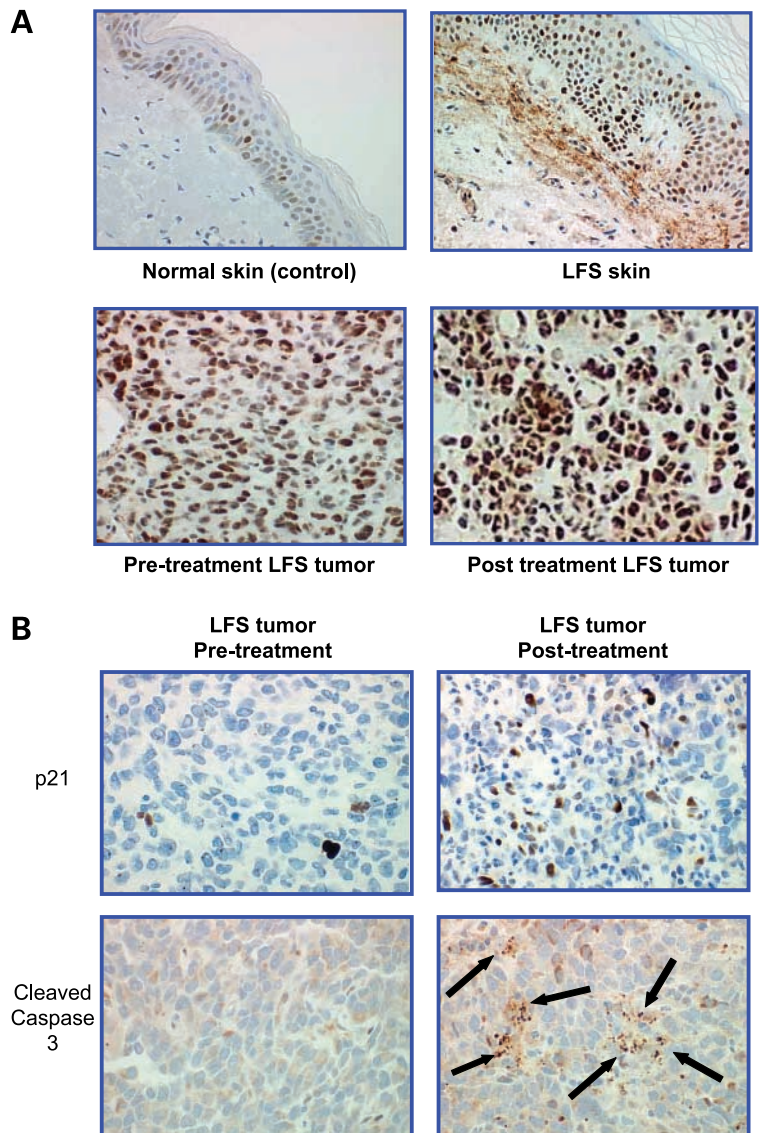 A
Normal skin (control)
LFS skin
Pre-treatment LFS tumor
Post treatment LFS tumor
B
LFS tumor
Pre-treatment
LFS tumor
Post-treatment
p21
Cleaved
Caspase
3